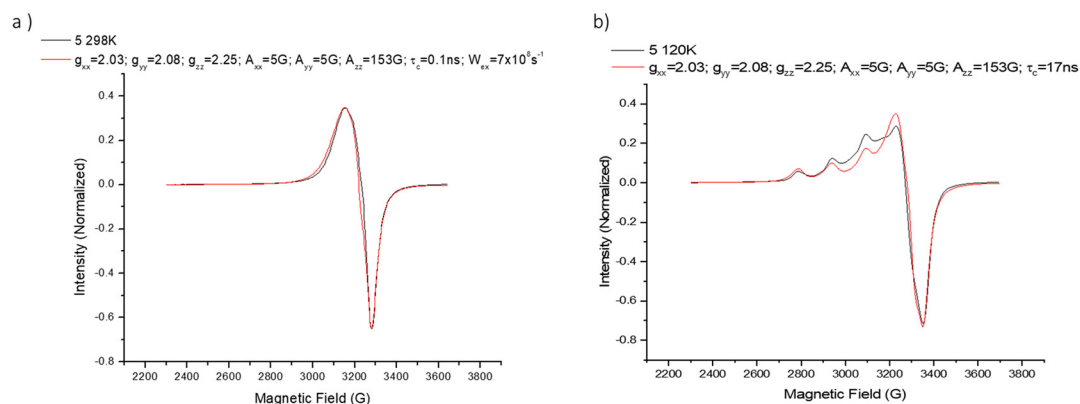 a )
5 298K
gxx=2.03; gyy=2.08; gzz=2.25; Axx=5G; Ayy=5G; Azz=153G; τc=0.1ns; Wex=7x10⁸s⁻¹
0.4
0.2
0.0
-0.2
-0.4
-0.6
-0.8
Intensity (Normalized)
2200 2400 2600 2800 3000 3200 3400 3600 3800
Magnetic Field (G)
b)
5 120K
gxx=2.03; gyy=2.08; gzz=2.25; Axx=5G; Ayy=5G; Azz=153G; τc=17ns
0.4
0.2
0.0
-0.2
-0.4
-0.6
-0.8
Intensity (Normalized)
2200 2400 2600 2800 3000 3200 3400 3600 3800
Magnetic Field (G)